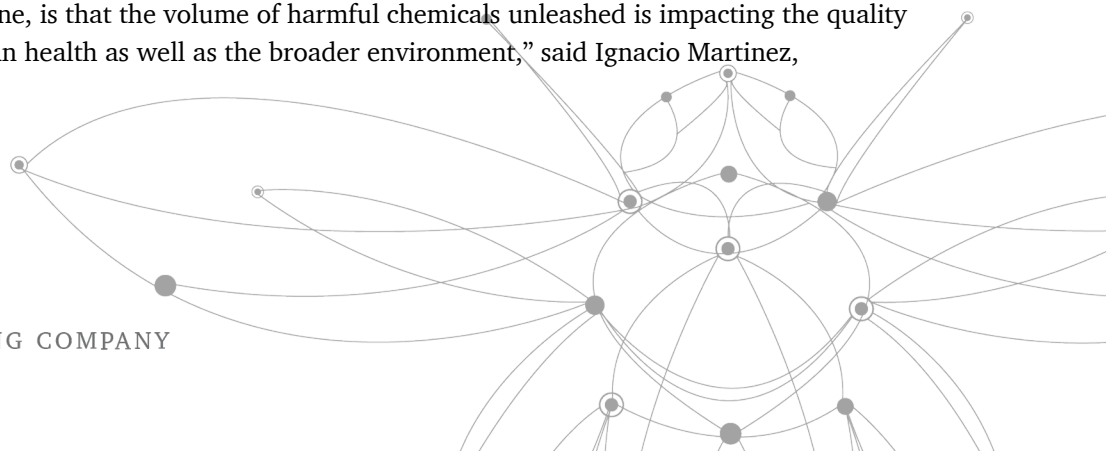 ne, is that the volume of harmful chemicals unleashed is impacting the quality
n health as well as the broader environment,” said Ignacio Martinez,
NG COMPANY